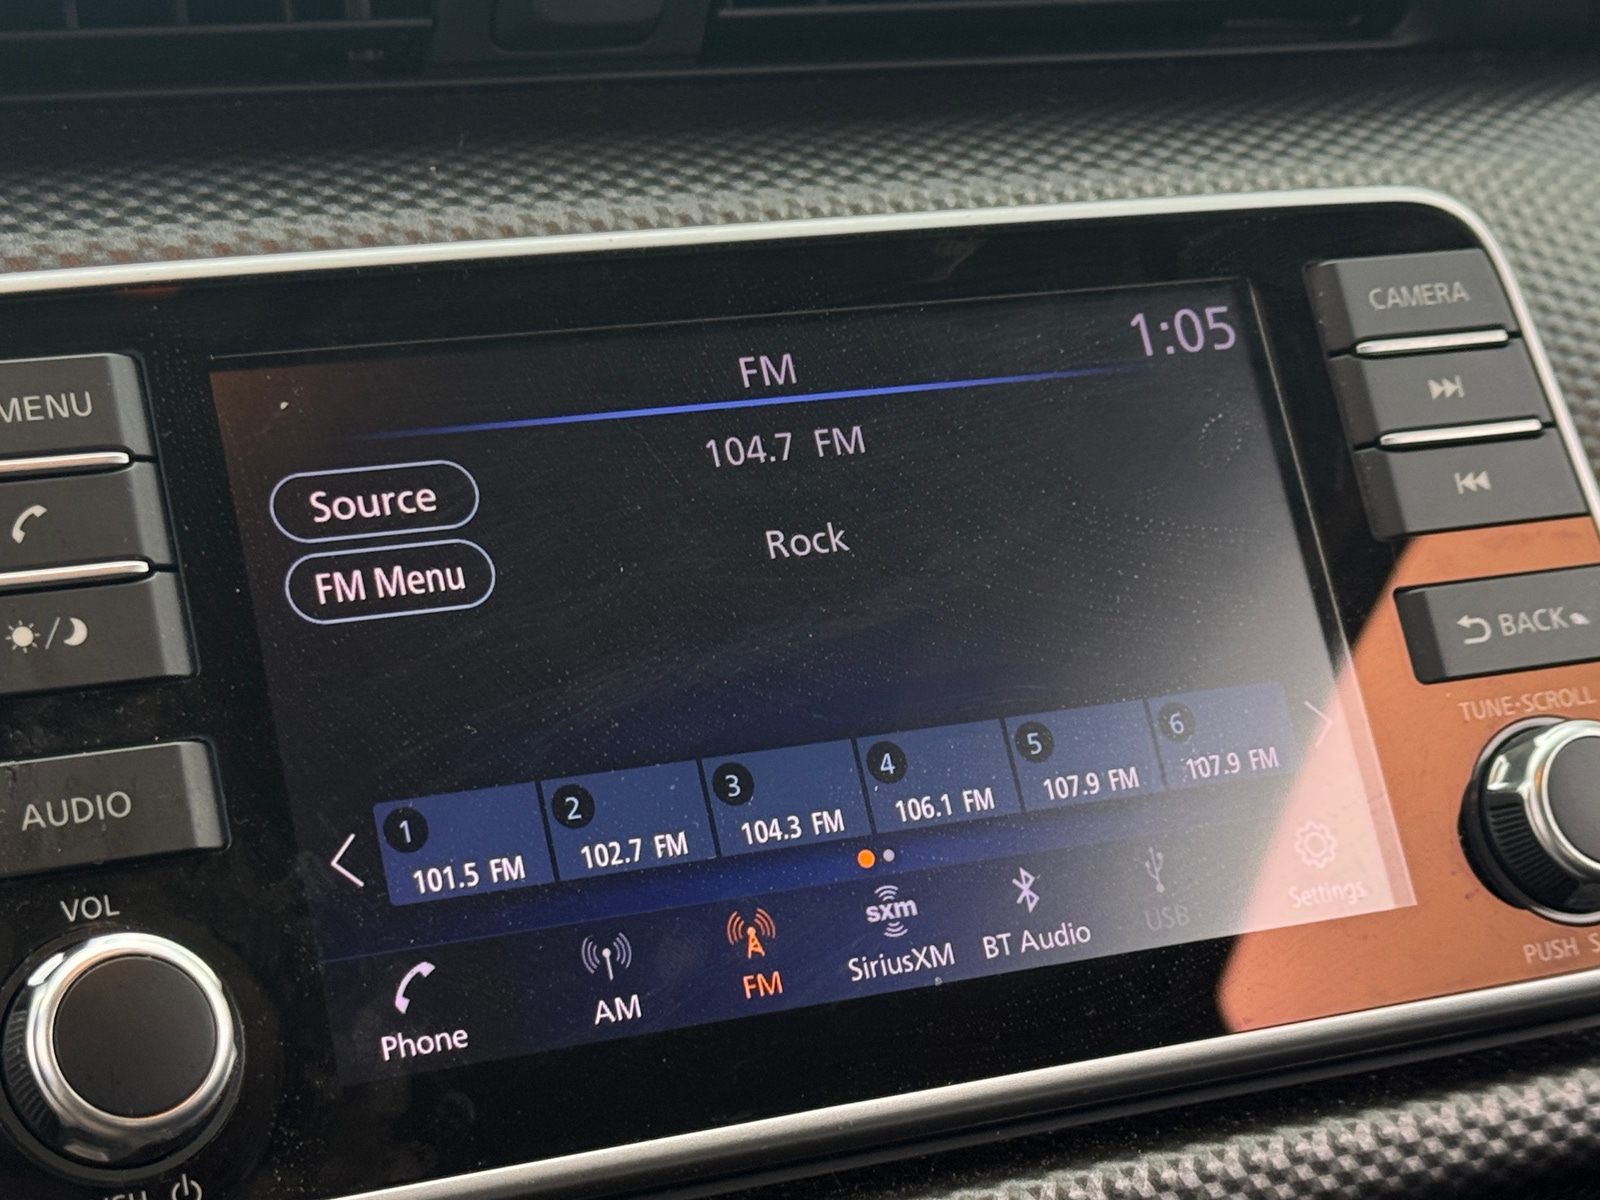 CAMERA
1:05
FM
MENU
104.7 FM
Source
Rock
FM Menu
BACK
TUNE·SCROLL
1
2
3
4
5
6
101.5 FM
102.7 FM
104.3 FM
106.1 FM
107.9 FM
107.9 FM
AUDIO
VOL
sxm
Phone
AM
FM
SiriusXM
BT Audio
USB
Settings
PUSH